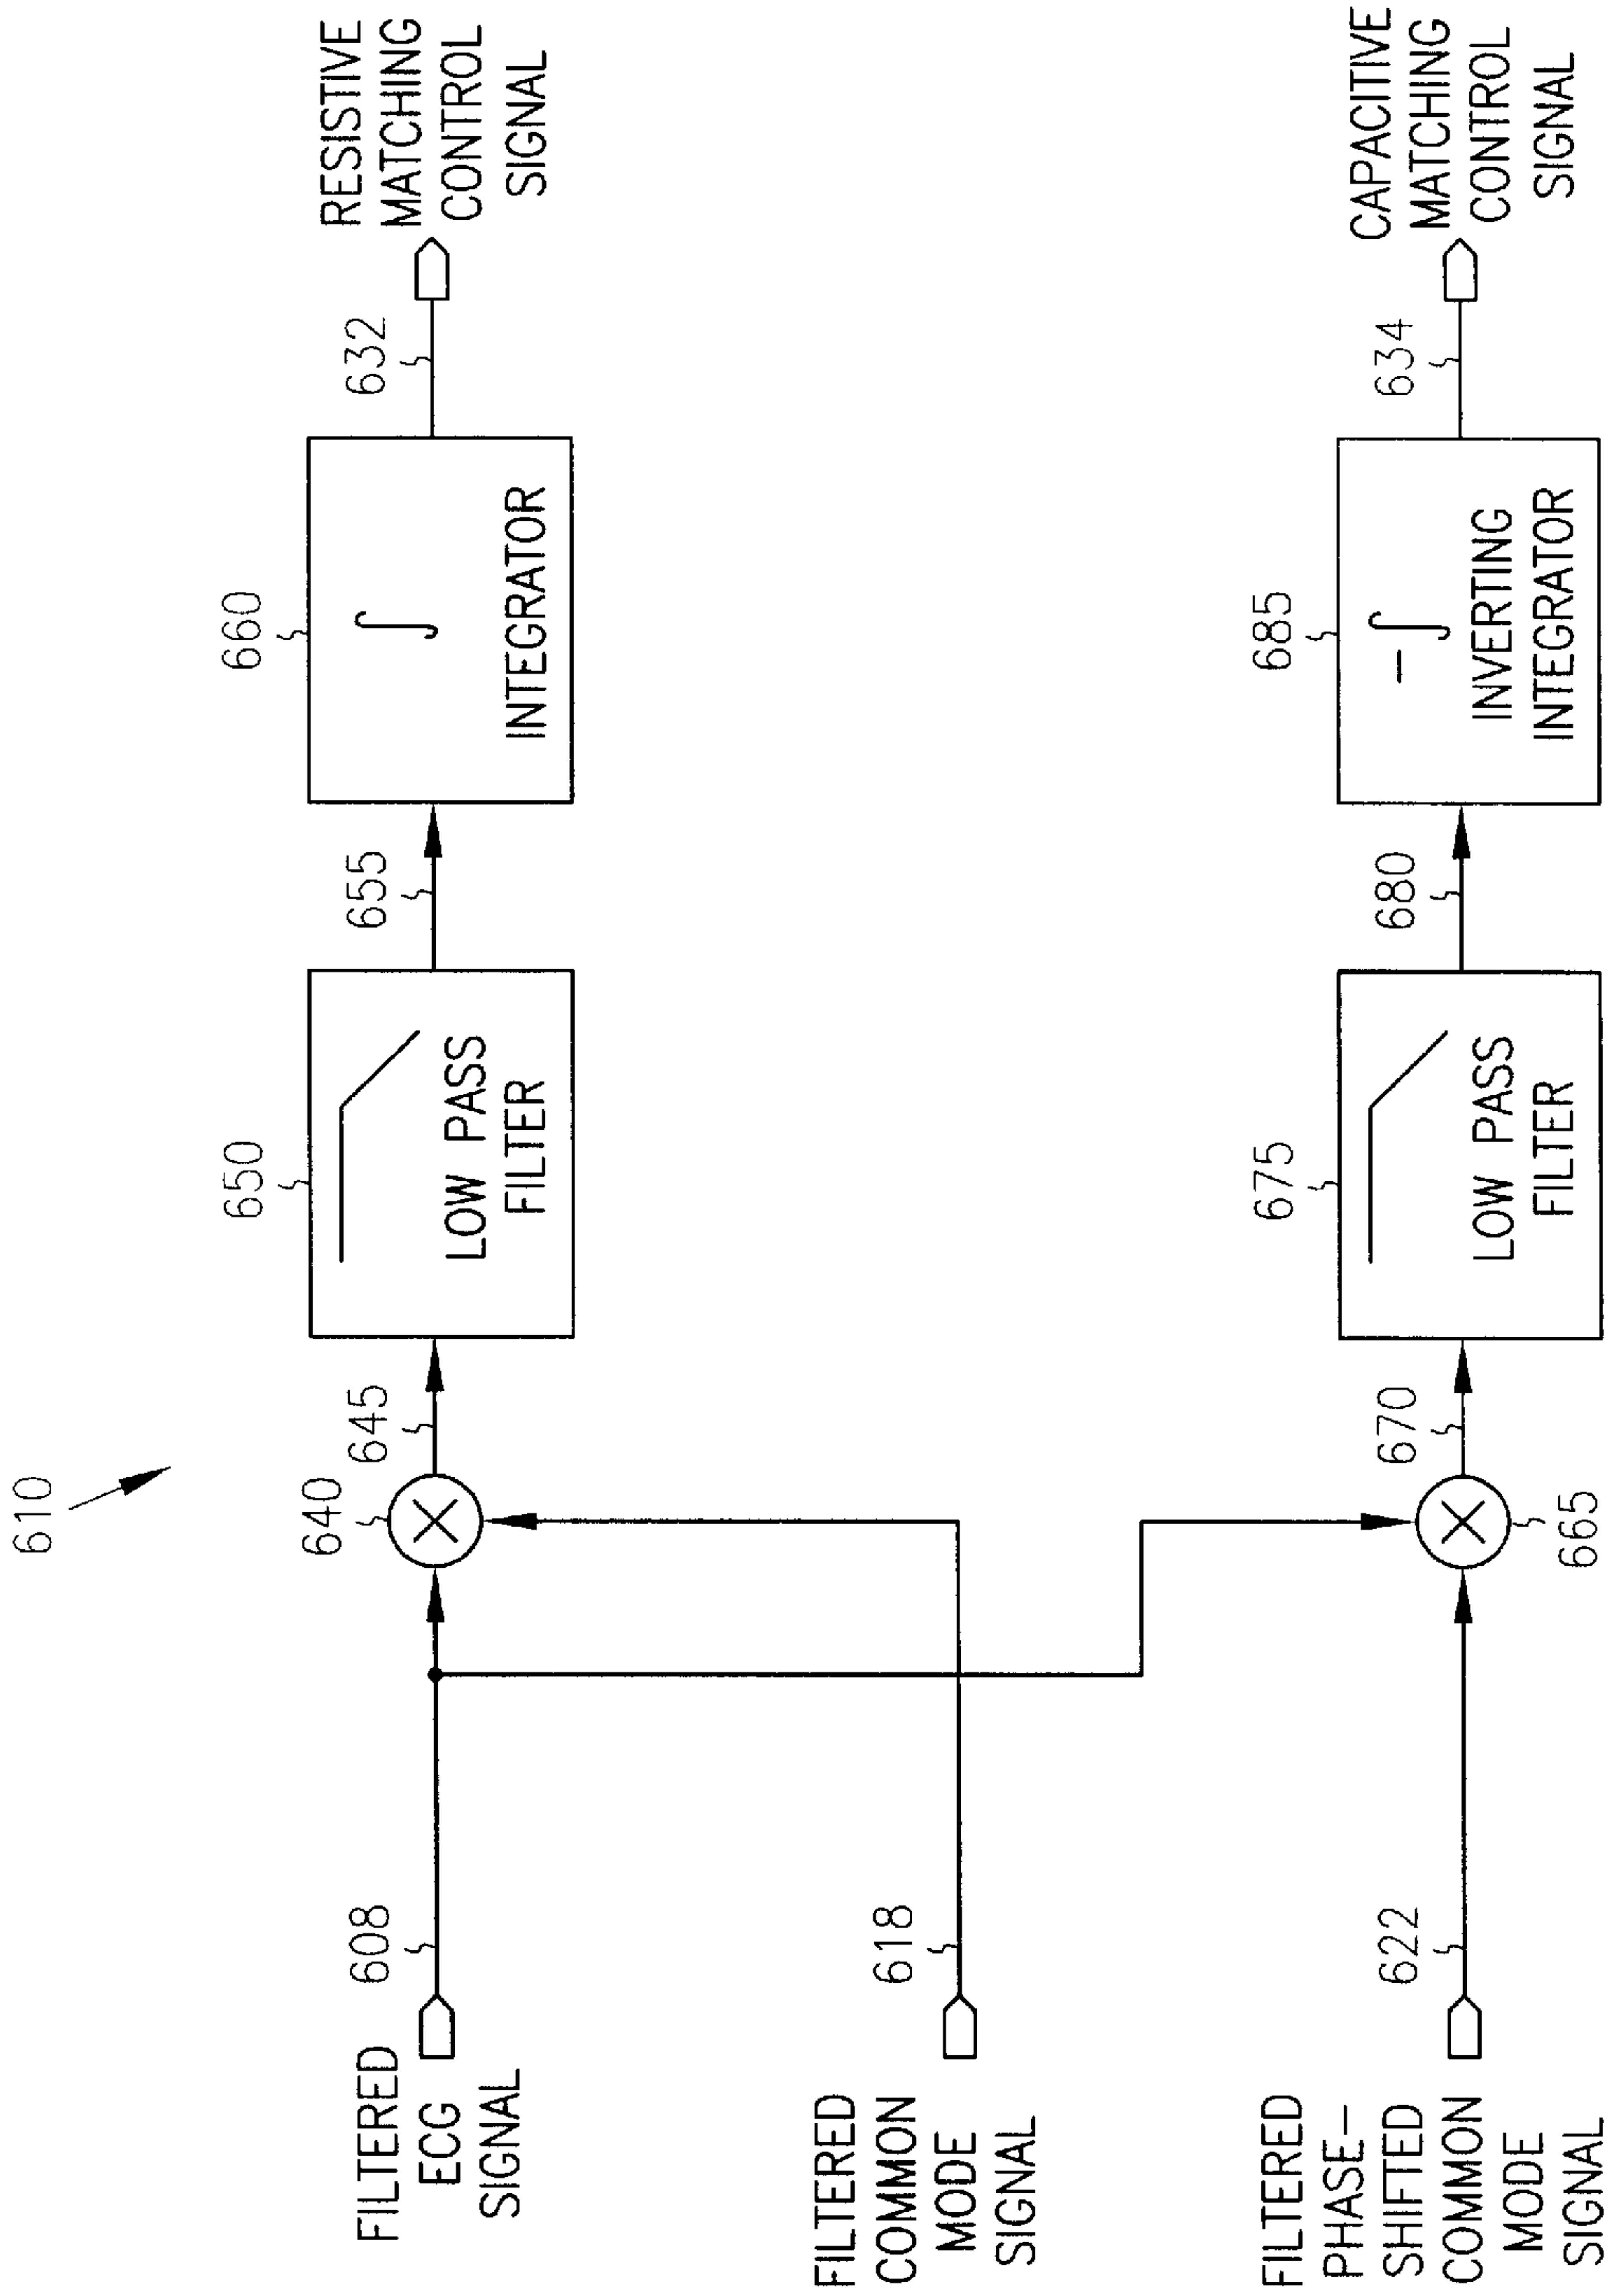 610
FILTERED
ECG
SIGNAL
608
640
645
650
LOW PASS
FILTER
655
660
∫
INTEGRATOR
632
RESISTIVE
MATCHING
CONTROL
SIGNAL
FILTERED
COMMON
MODE
SIGNAL
618
FILTERED
PHASE-
SHIFTED
COMMON
MODE
SIGNAL
622
665
670
675
LOW PASS
FILTER
680
685
-∫
INVERTING
INTEGRATOR
634
CAPACITIVE
MATCHING
CONTROL
SIGNAL